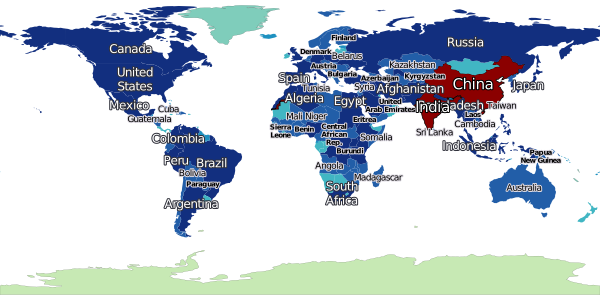 Canada
United
States
Mexico
Cuba
Guatemala
Colombia
Peru
Brazil
Bolivia
Paraguay
Argentina
Finland
Denmark
Belarus
Austria
Bulgaria
Spain
Tunisia
Algeria
Egypt
Mali
Niger
Sierra
Leone
Benin
Central
African
Rep.
Eritrea
Somalia
Burundi
Angola
Madagascar
South
Africa
Russia
Kazakhstan
Azerbaijan
Kyrgyzstan
Syria
Afghanistan
United
Arab Emirates
China
Japan
India
Taiwan
Laos
Cambodia
Sri Lanka
Indonesia
Papua
New Guinea
Australia